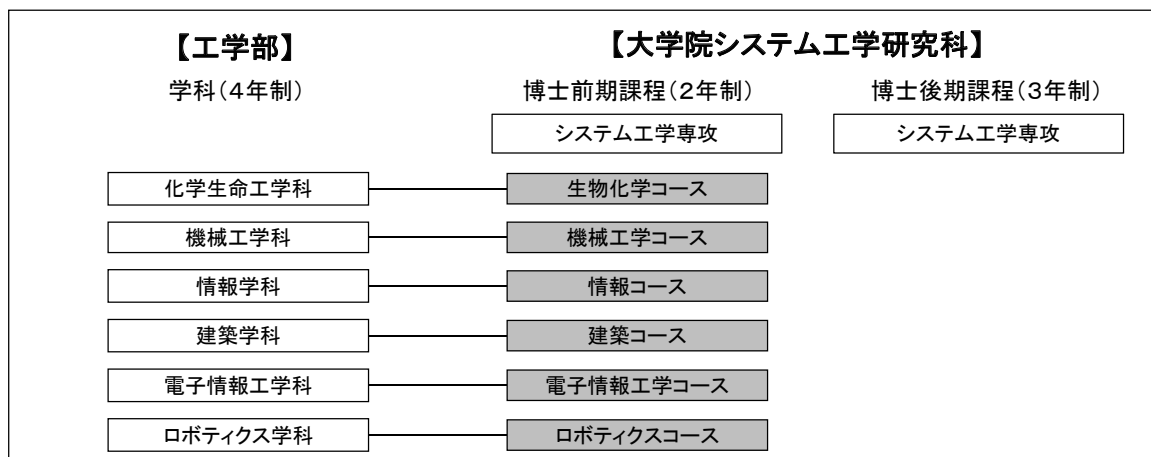 【工学部】 【大学院システム工学研究科】
学科(4年制) 博士前期課程(2年制) 博士後期課程(3年制)
システム工学専攻 システム工学専攻
化学生命工学科 生物化学コース
機械工学科 機械工学コース
情報学科 情報コース
建築学科 建築コース
電子情報工学科 電子情報工学コース
ロボティクス学科 ロボティクスコース